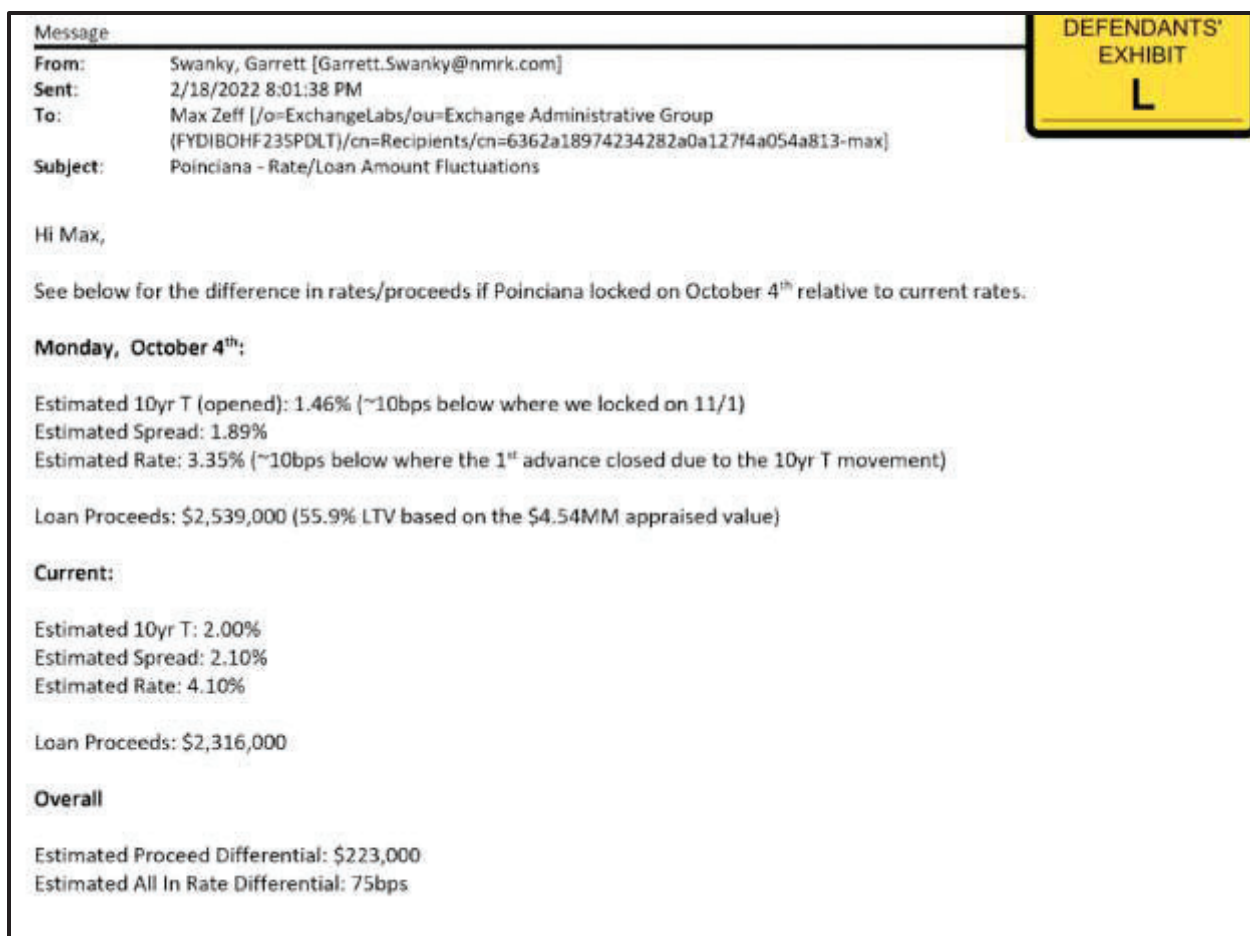 Message
DEFENDANTS'
EXHIBIT
L
From: Swanky, Garrett [Garrett.Swanky@nmrk.com]
Sent: 2/18/2022 8:01:38 PM
To: Max Zeff [/o=ExchangeLabs/ou=Exchange Administrative Group
(FYDIBOHF23SPDLT)/cn=Recipients/cn=6362a18974234282a0a127f4a054a813-max]
Subject: Poinciana - Rate/Loan Amount Fluctuations
Hi Max,
See below for the difference in rates/proceeds if Poinciana locked on October 4th relative to current rates.
Monday, October 4th:
Estimated 10yr T (opened): 1.46% (~10bps below where we locked on 11/1)
Estimated Spread: 1.89%
Estimated Rate: 3.35% (~10bps below where the 1st advance closed due to the 10yr T movement)
Loan Proceeds: $2,539,000 (55.9% LTV based on the $4.54MM appraised value)
Current:
Estimated 10yr T: 2.00%
Estimated Spread: 2.10%
Estimated Rate: 4.10%
Loan Proceeds: $2,316,000
Overall
Estimated Proceed Differential: $223,000
Estimated All In Rate Differential: 75bps